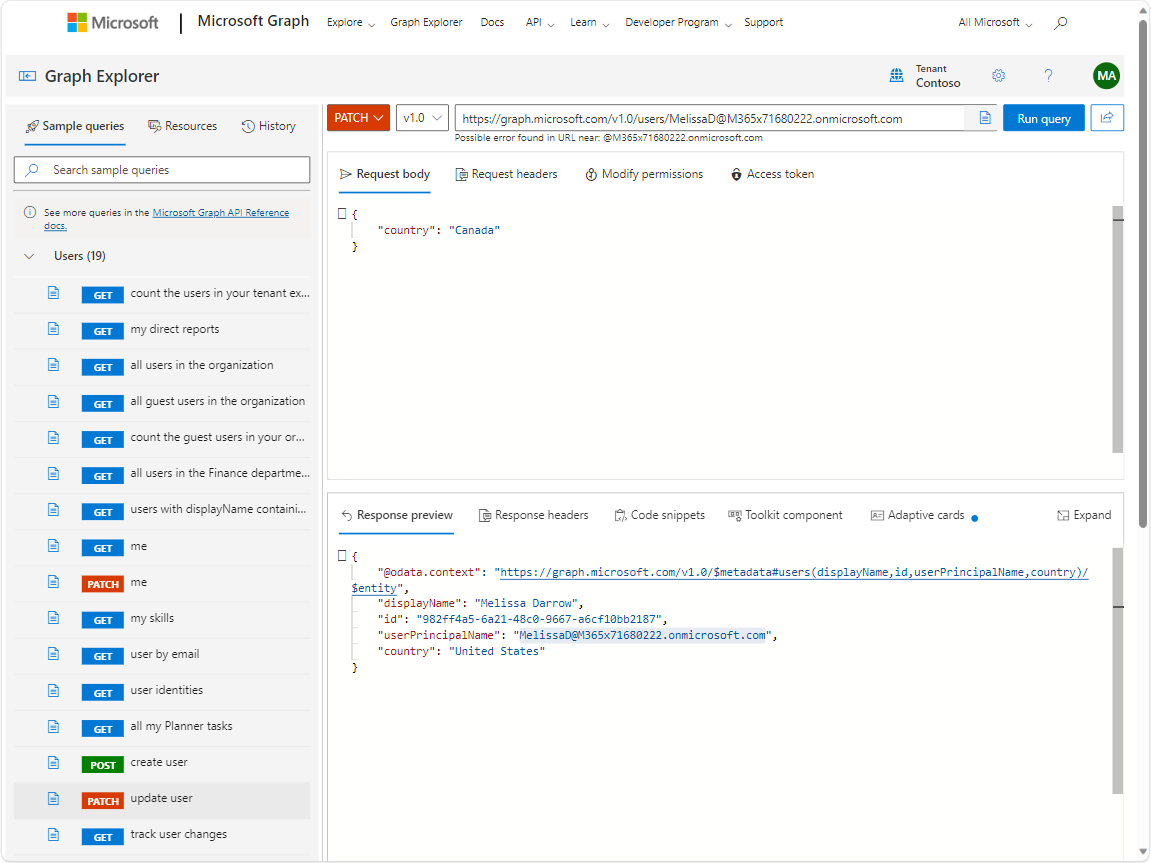 Microsoft | Microsoft Graph Explore Graph Explorer Docs API Learn Developer Program Support All Microsoft
Graph Explorer Tenant Contoso ? MA
Sample queries Resources History
Search sample queries
See more queries in the Microsoft Graph API Reference
docs.
Users (19)
GET count the users in your tenant ex...
GET my direct reports
GET all users in the organization
GET all guest users in the organization
GET count the guest users in your or...
GET all users in the Finance departme...
GET users with displayName containi...
GET me
PATCH me
GET my skills
GET user by email
GET user identities
GET all my Planner tasks
POST create user
PATCH update user
GET track user changes
PATCH v1.0 https://graph.microsoft.com/v1.0/users/MelissaD@M365x71680222.onmicrosoft.com Run query
Possible error found in URL near: @M365x71680222.onmicrosoft.com
Request body Request headers Modify permissions Access token
{
"country": "Canada"
}
Response preview Response headers Code snippets Toolkit component Adaptive cards Expand
{
"@odata.context": "https://graph.microsoft.com/v1.0/$metadata#users(displayName,id,userPrincipalName,country)/
$entity",
"displayName": "Melissa Darrow",
"id": "982ff4a5-6a21-48c0-9667-a6cf10bb2187",
"userPrincipalName": "MelissaD@M365x71680222.onmicrosoft.com",
"country": "United States"
}